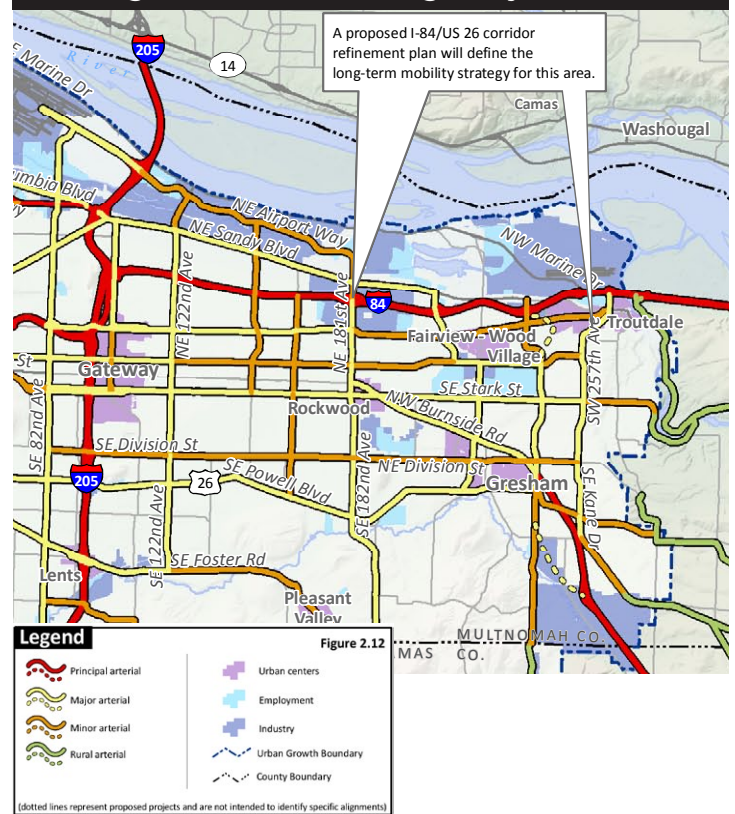 A proposed I-84/US 26 corridor
refinement plan will define the
long-term mobility strategy for this area.
205
14
River
E Marine Dr
Camas
Washougal
umbia Blvd
NE Airport Way
NE Sandy Blvd
NW Marine Dr
NE 122nd Ave
NE 181st Ave
84
Fairview - Wood
Village
Troutdale
St
Gateway
SE Stark St
SW 257th Ave
Rockwood
NW Burnside Rd
SE 82nd Ave
SE Division St
NE Division St
205
26
SE Powell Blvd
Gresham
SE 122nd Ave
SE 182nd Ave
SE Kane Dr
SE Foster Rd
Lents
Pleasant
Valley
MULTNOMAH CO.
AMAS CO.
Legend
Figure 2.12
Principal arterial
Major arterial
Minor arterial
Rural arterial
Urban centers
Employment
Industry
Urban Growth Boundary
County Boundary
(dotted lines represent proposed projects and are not intended to identify specific alignments)